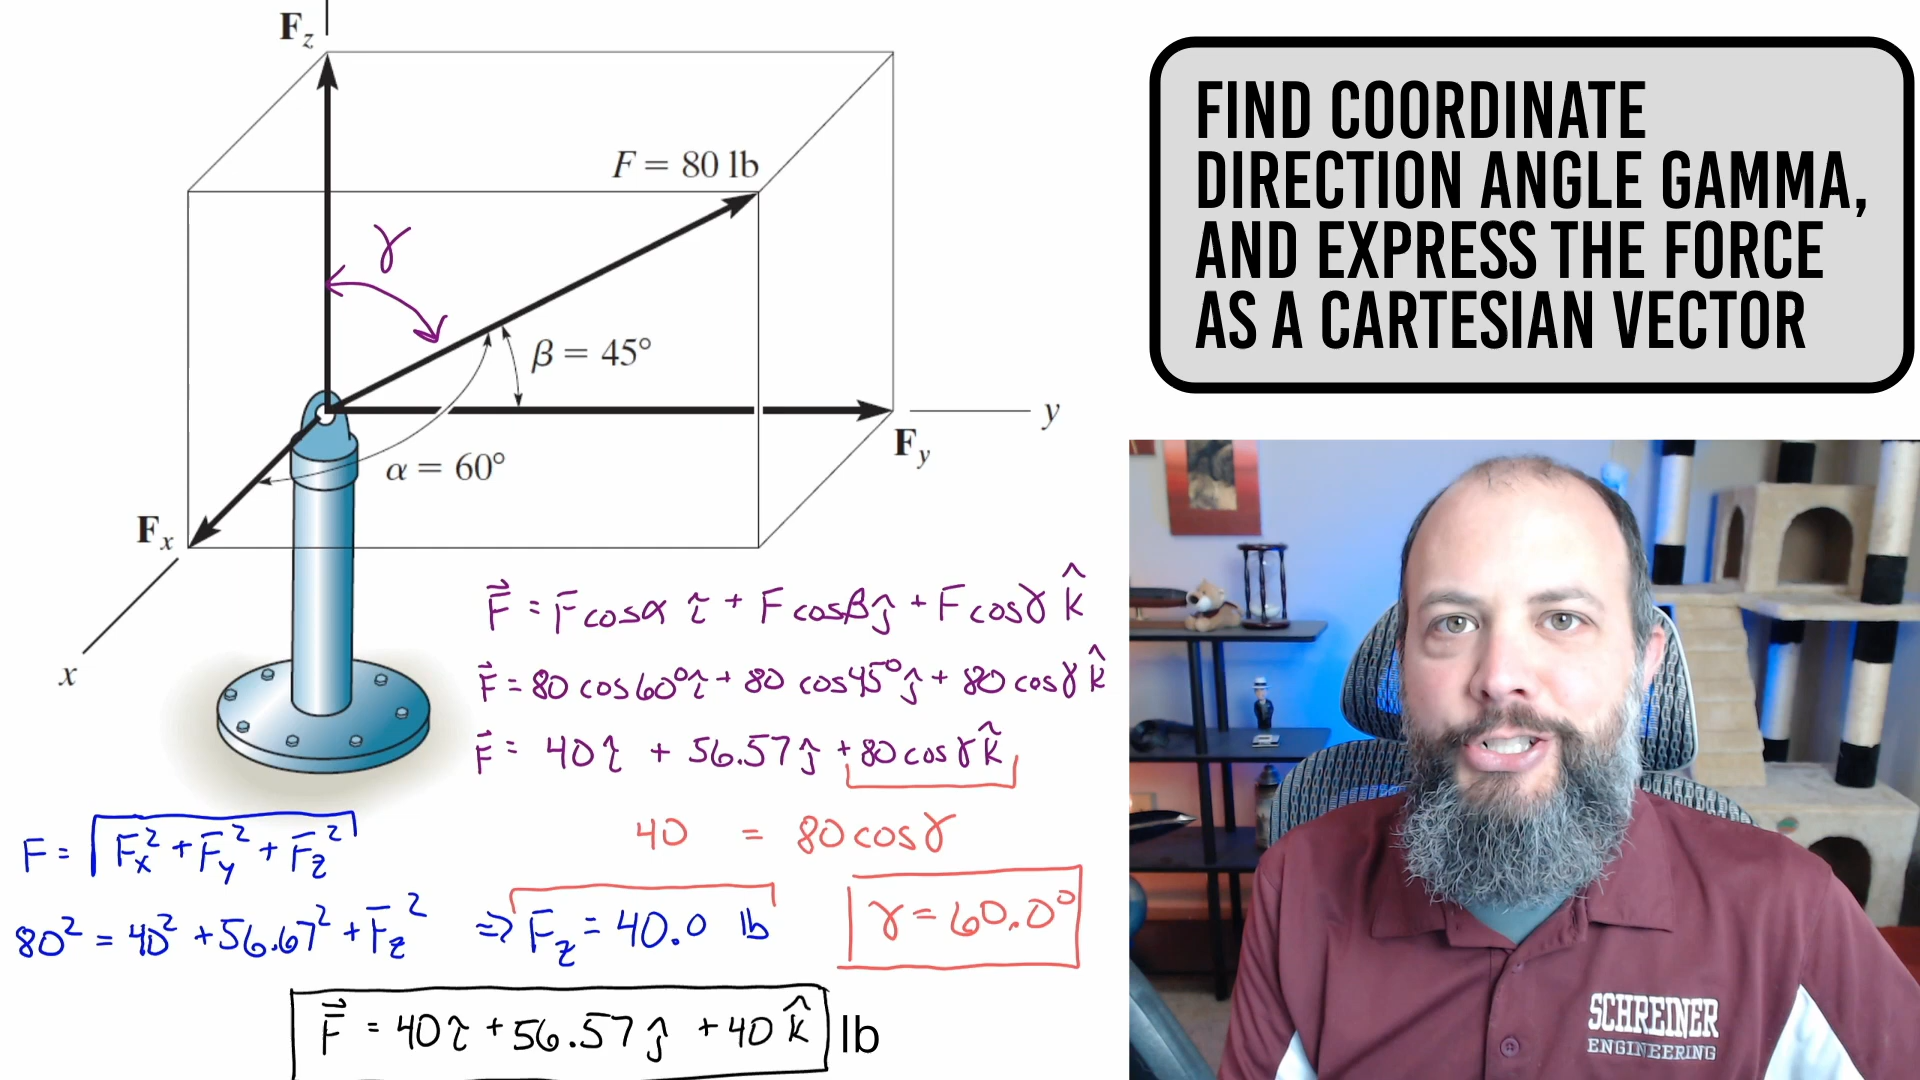 F_z
F = 80 lb
γ
β = 45°
y
F_y
α = 60°
F_x
x
FIND COORDINATE
DIRECTION ANGLE GAMMA,
AND EXPRESS THE FORCE
AS A CARTESIAN VECTOR
F⃗ = F cosα î + F cosβ ĵ + F cosγ k̂
F⃗ = 80 cos60° î + 80 cos45° ĵ + 80 cosγ k̂
F⃗ = 40 î + 56.57 ĵ + 80 cosγ k̂
40 = 80 cosγ
γ = 60.0°
F = √(F_x² + F_y² + F_z²)
80² = 40² + 56.67² + F_z² ⇒ F_z = 40.0 lb
F⃗ = 40 î + 56.57 ĵ + 40 k̂ lb
SCHREINER
ENGINEERING